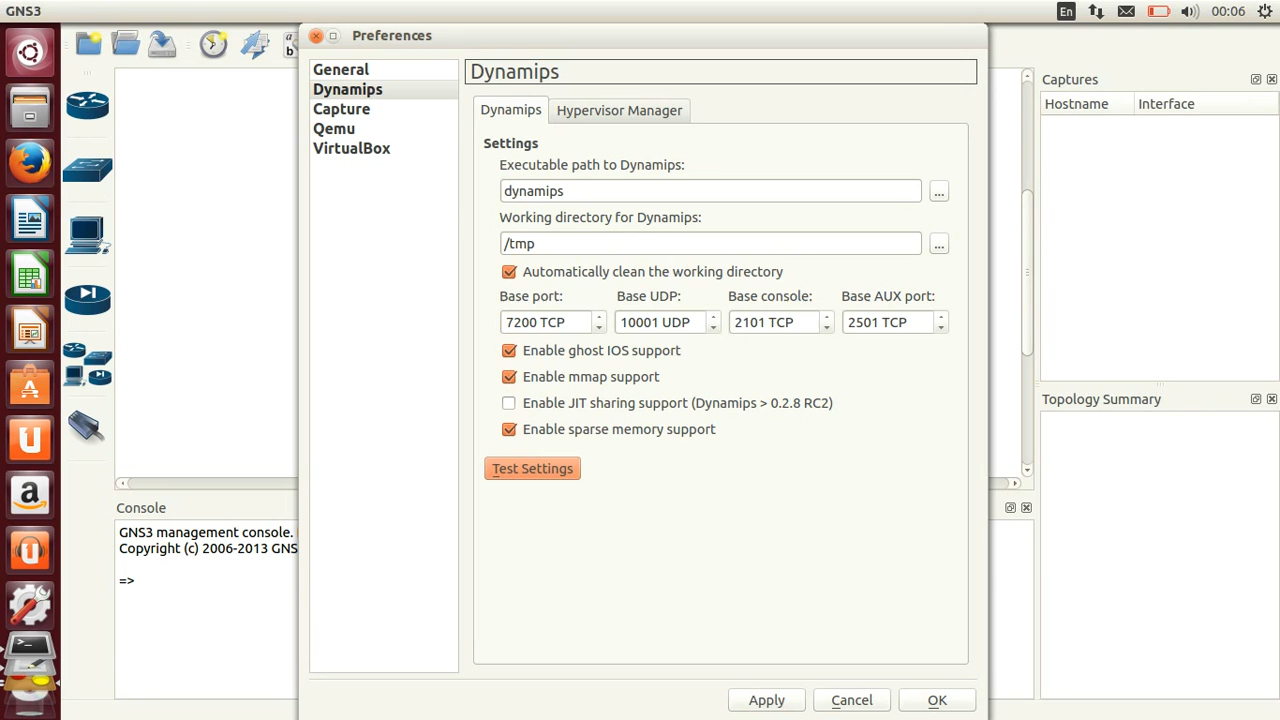 GNS3
En
00:06
Preferences
General
Dynamips
Capture
Qemu
VirtualBox
Dynamips
Dynamips
Hypervisor Manager
Settings
Executable path to Dynamips:
dynamips
...
Working directory for Dynamips:
/tmp
...
Automatically clean the working directory
Base port: Base UDP: Base console: Base AUX port:
7200 TCP 10001 UDP 2101 TCP 2501 TCP
Enable ghost IOS support
Enable mmap support
Enable JIT sharing support (Dynamips > 0.2.8 RC2)
Enable sparse memory support
Test Settings
Apply
Cancel
OK
Captures
Hostname Interface
Topology Summary
Console
GNS3 management console.
Copyright (c) 2006-2013 GNS
=>